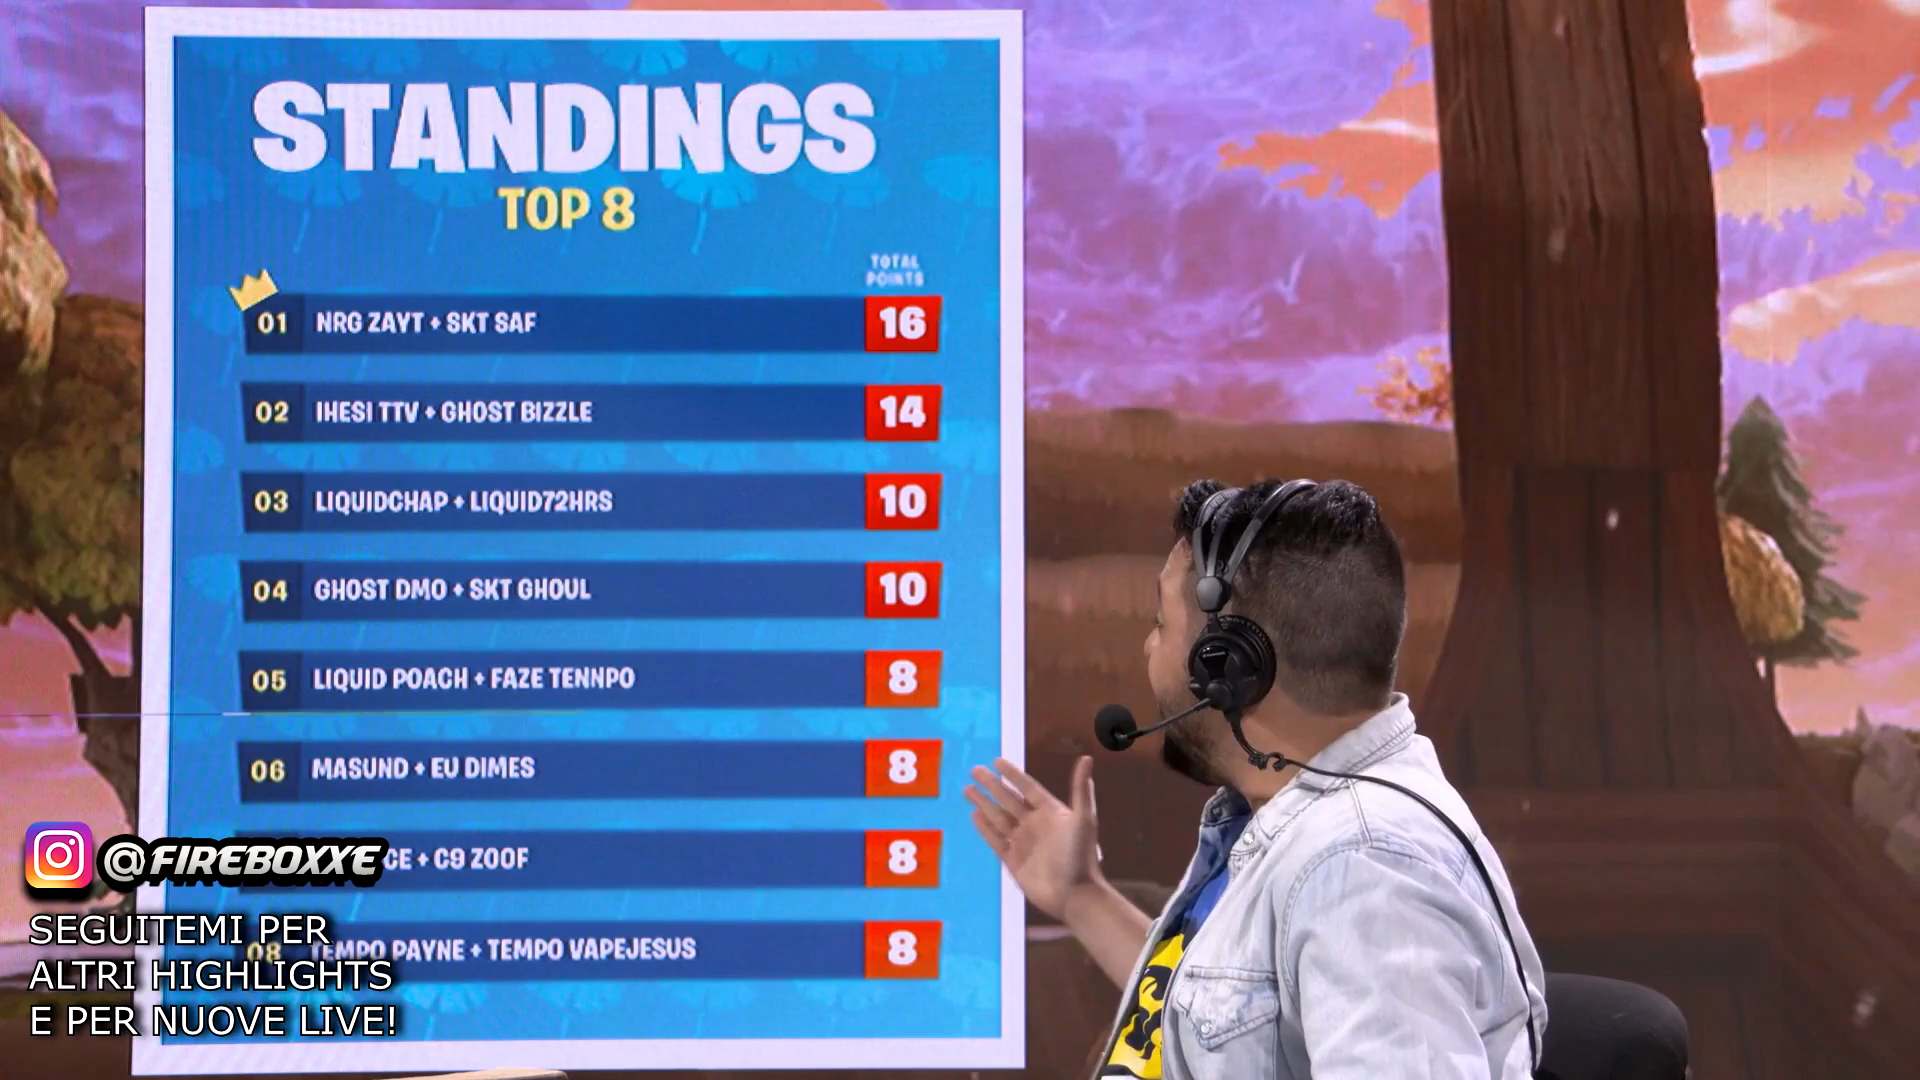 STANDINGS
TOP 8
TOTAL
POINTS
01 NRG ZAYT + SKT SAF 16
02 IHESI TTV + GHOST BIZZLE 14
03 LIQUIDCHAP + LIQUID72HRS 10
04 GHOST DMO + SKT GHOUL 10
05 LIQUID POACH + FAZE TENNPO 8
06 MASUND + EU DIMES 8
+ C9 ZOOF 8
08 TEMPO PAYNE + TEMPO VAPEJESUS 8
@FIREBOXXE
SEGUITEMI PER
ALTRI HIGHLIGHTS
E PER NUOVE LIVE!